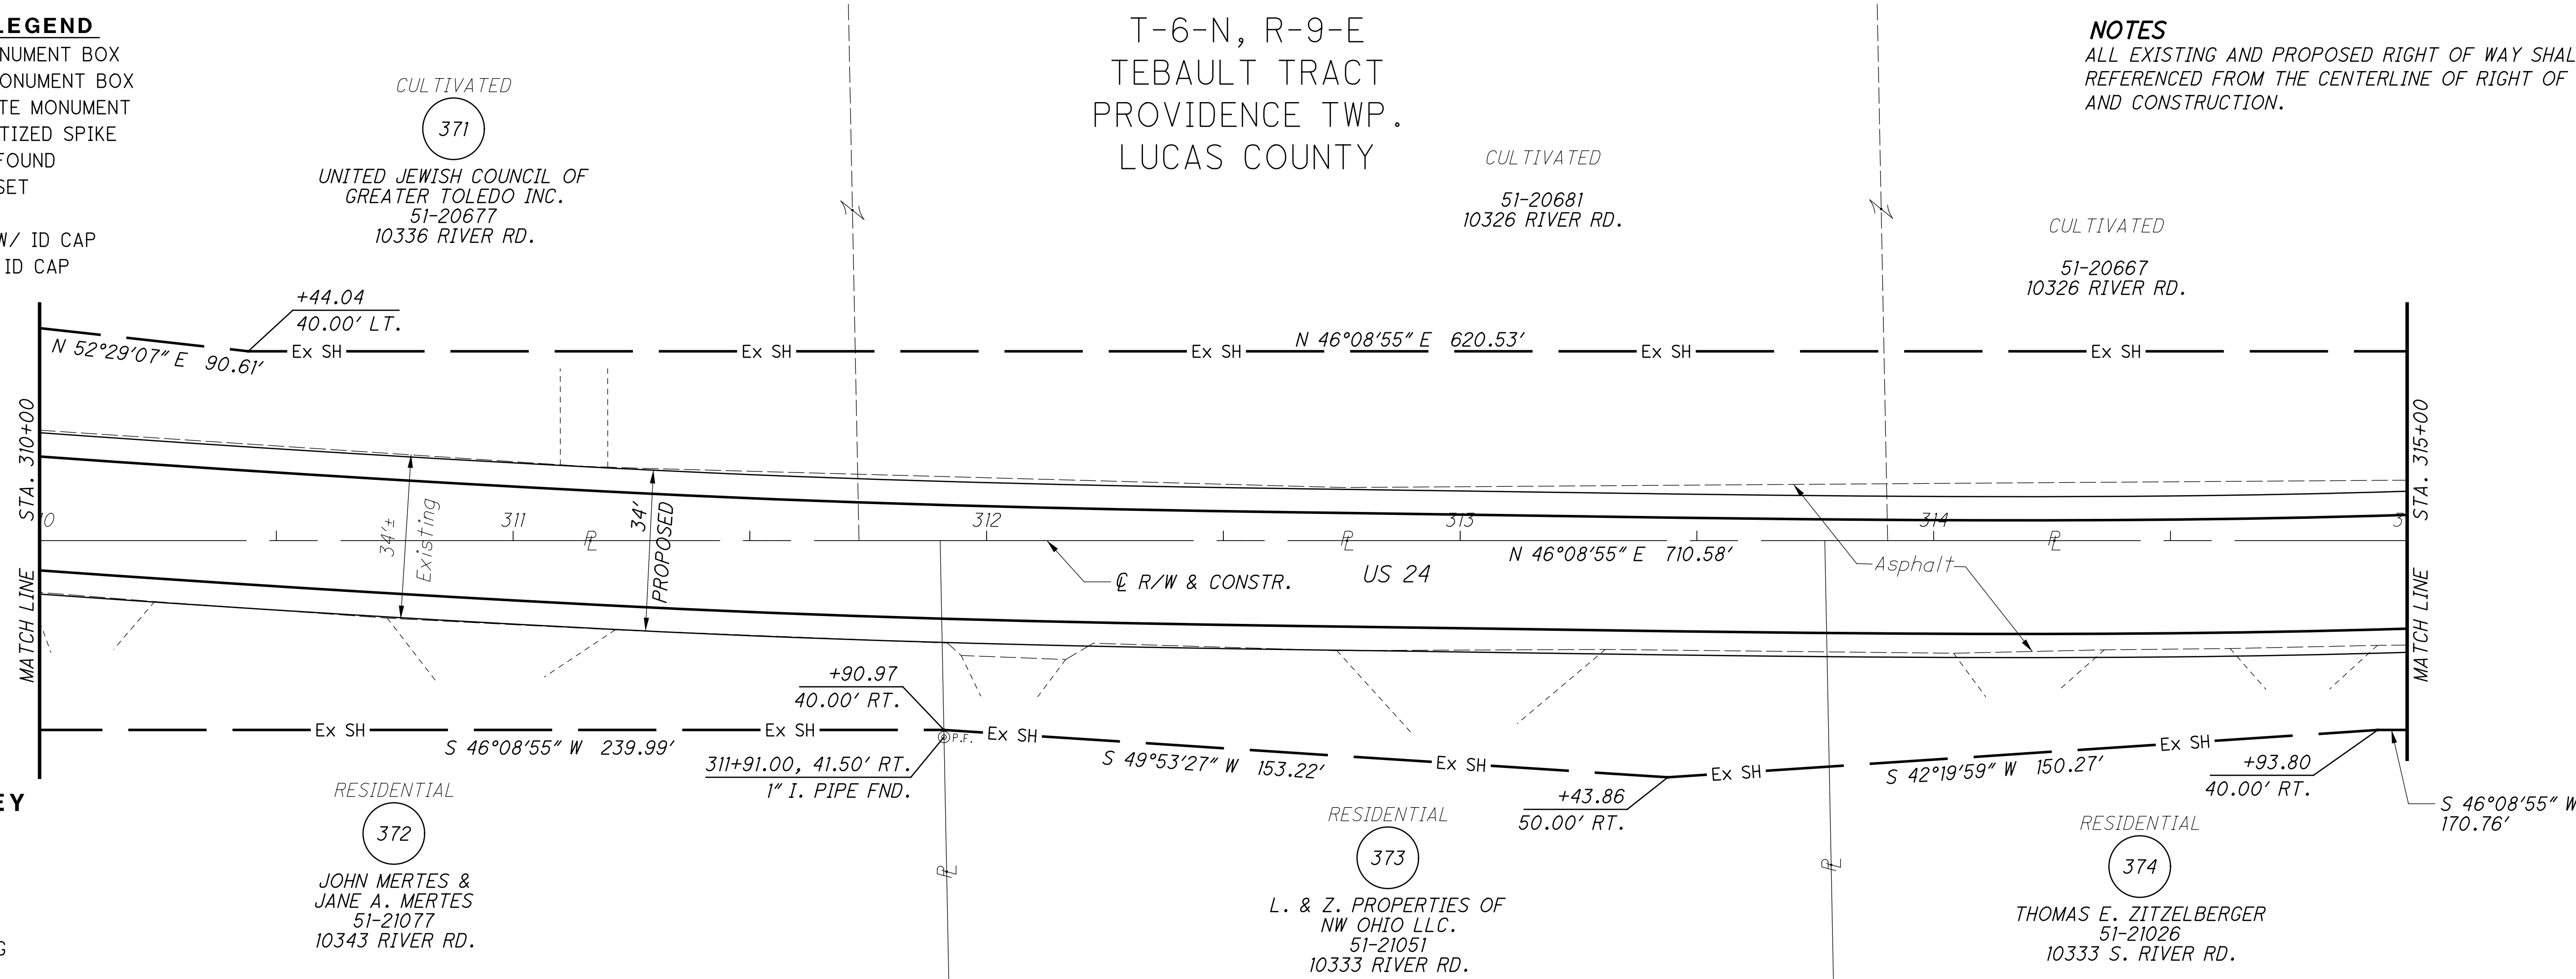 LEGEND
NUMENT BOX
ONUMENT BOX
TE MONUMENT
TIZED SPIKE
FOUND
SET
W/ ID CAP
ID CAP
T-6-N, R-9-E
TEBAULT TRACT
PROVIDENCE TWP.
LUCAS COUNTY
NOTES
ALL EXISTING AND PROPOSED RIGHT OF WAY SHAL
REFERENCED FROM THE CENTERLINE OF RIGHT OF
AND CONSTRUCTION.
CULTIVATED
371
UNITED JEWISH COUNCIL OF
GREATER TOLEDO INC.
51-20677
10336 RIVER RD.
CULTIVATED
51-20681
10326 RIVER RD.
CULTIVATED
51-20667
10326 RIVER RD.
+44.04
40.00' LT.
N 52°29'07" E 90.61'
Ex SH
Ex SH
Ex SH
N 46°08'55" E 620.53'
Ex SH
Ex SH
MATCH LINE STA. 310+00
MATCH LINE STA. 315+00
10
311
312
313
314
3
34'±
Existing
34'
PROPOSED
℄ R/W & CONSTR.
N 46°08'55" E 710.58'
US 24
Asphalt
+90.97
40.00' RT.
P.F.
311+91.00, 41.50' RT.
1" I. PIPE FND.
Ex SH
S 46°08'55" W 239.99'
Ex SH
Ex SH
S 49°53'27" W 153.22'
Ex SH
+43.86
50.00' RT.
Ex SH
S 42°19'59" W 150.27'
Ex SH
+93.80
40.00' RT.
S 46°08'55" W
170.76'
EY
G
RESIDENTIAL
372
JOHN MERTES &
JANE A. MERTES
51-21077
10343 RIVER RD.
RESIDENTIAL
373
L. & Z. PROPERTIES OF
NW OHIO LLC.
51-21051
10333 RIVER RD.
RESIDENTIAL
374
THOMAS E. ZITZELBERGER
51-21026
10333 S. RIVER RD.